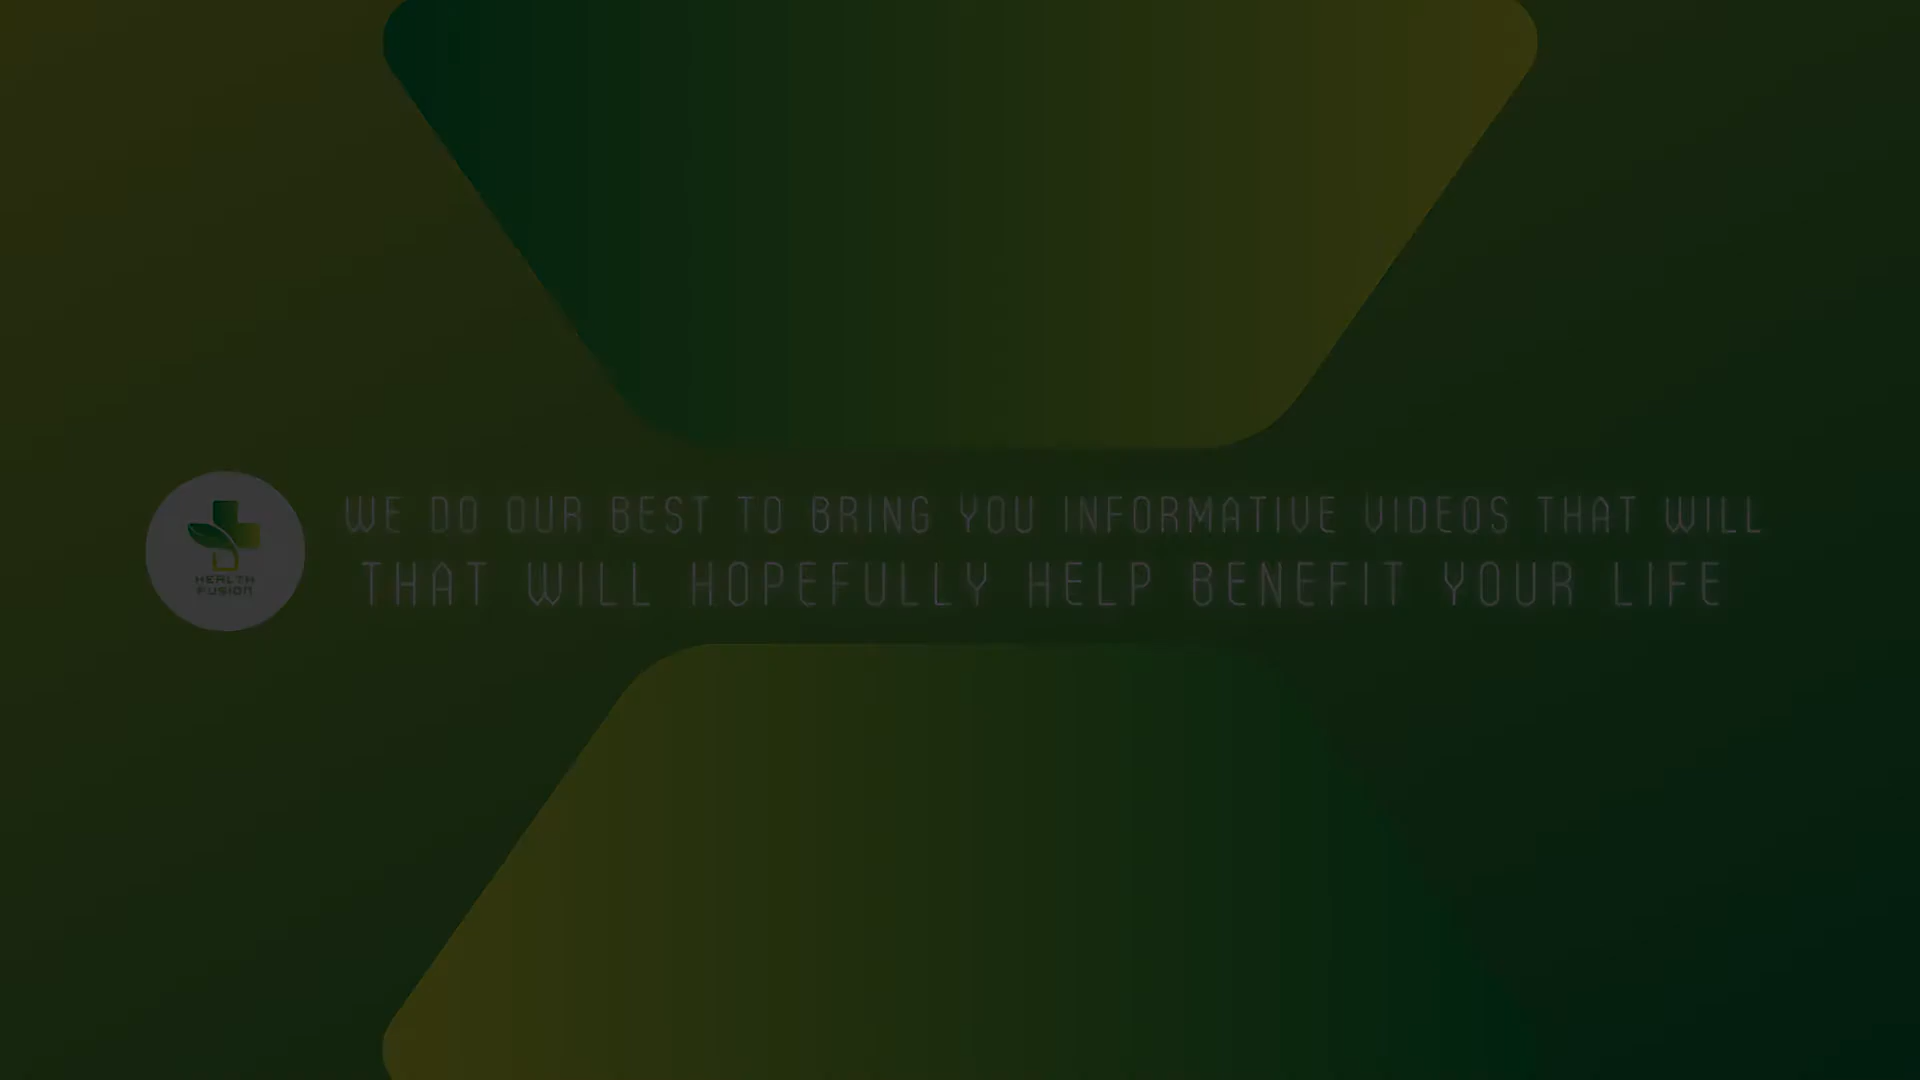 HEALTH
FUSION
WE DO OUR BEST TO BRING YOU INFORMATIVE VIDEOS THAT WILL
THAT WILL HOPEFULLY HELP BENEFIT YOUR LIFE